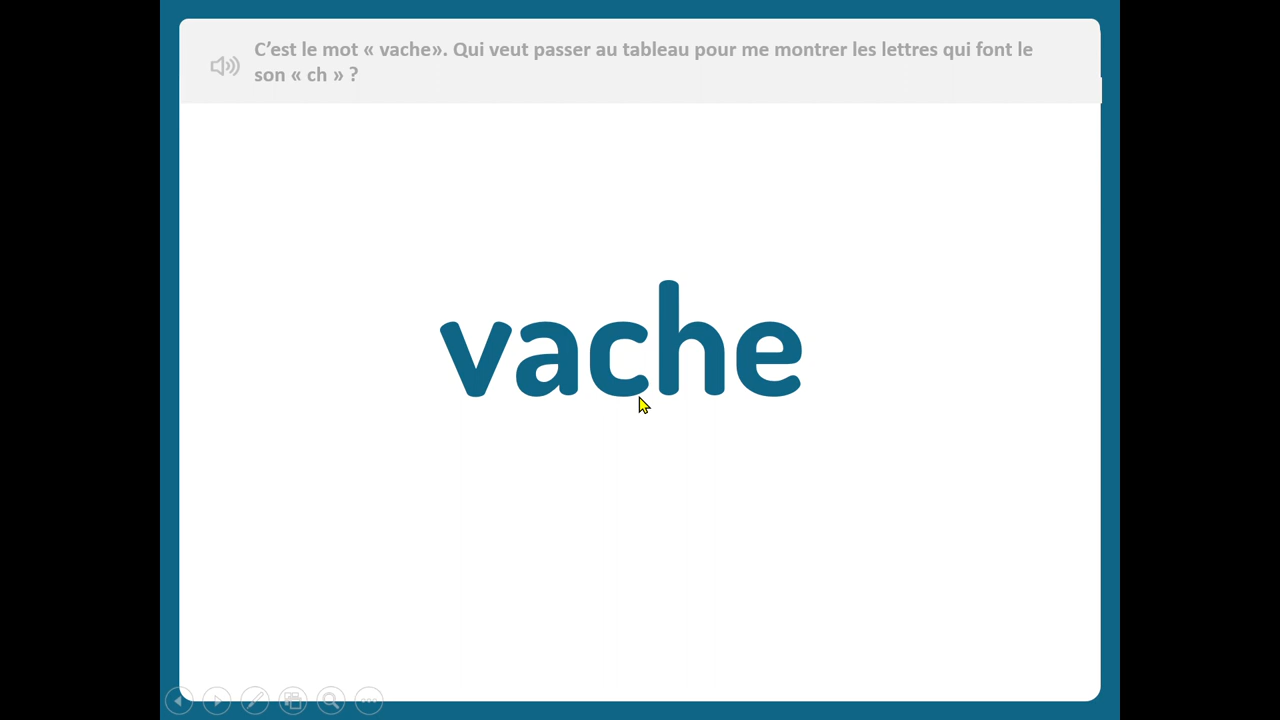 C’est le mot « vache». Qui veut passer au tableau pour me montrer les lettres qui font le
son « ch » ?
vache